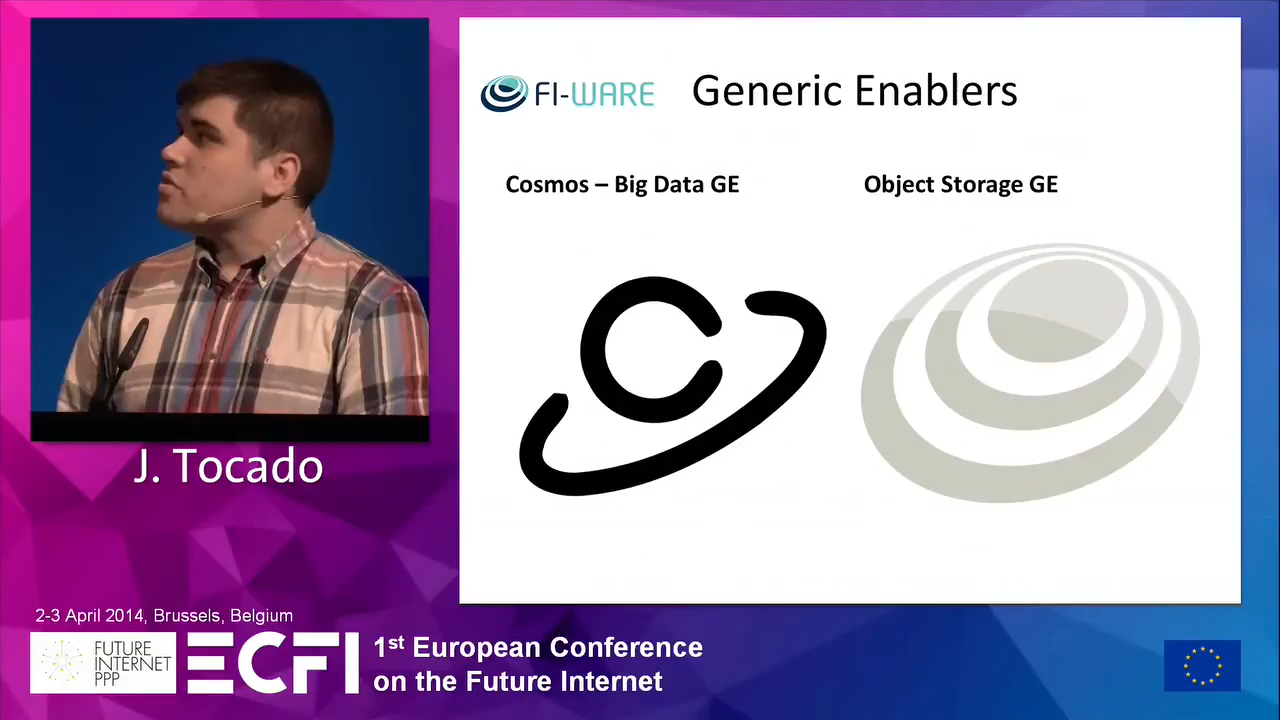 FI-WARE Generic Enablers
Cosmos – Big Data GE
Object Storage GE
J. Tocado
2-3 April 2014, Brussels, Belgium
FUTURE
INTERNET
PPP
ECFI
1st European Conference
on the Future Internet